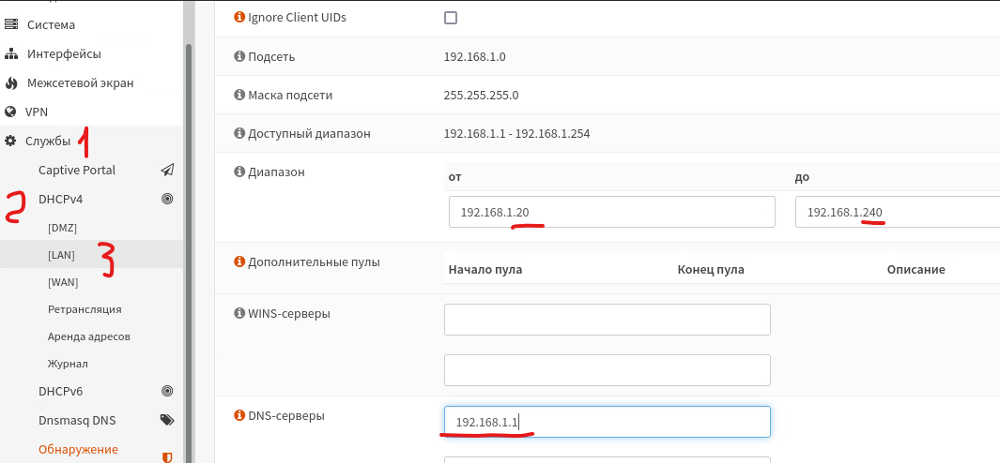 Система
Интерфейсы
Межсетевой экран
VPN
Службы 1
Captive Portal
2 DHCPv4
[DMZ]
[LAN] 3
[WAN]
Ретрансляция
Аренда адресов
Журнал
DHCPv6
Dnsmasq DNS
Обнаружение
Ignore Client UIDs
Подсеть 192.168.1.0
Маска подсети 255.255.255.0
Доступный диапазон 192.168.1.1 - 192.168.1.254
Диапазон от до
192.168.1.20 192.168.1.240
Дополнительные пулы Начало пула Конец пула Описание
WINS-серверы
DNS-серверы 192.168.1.1